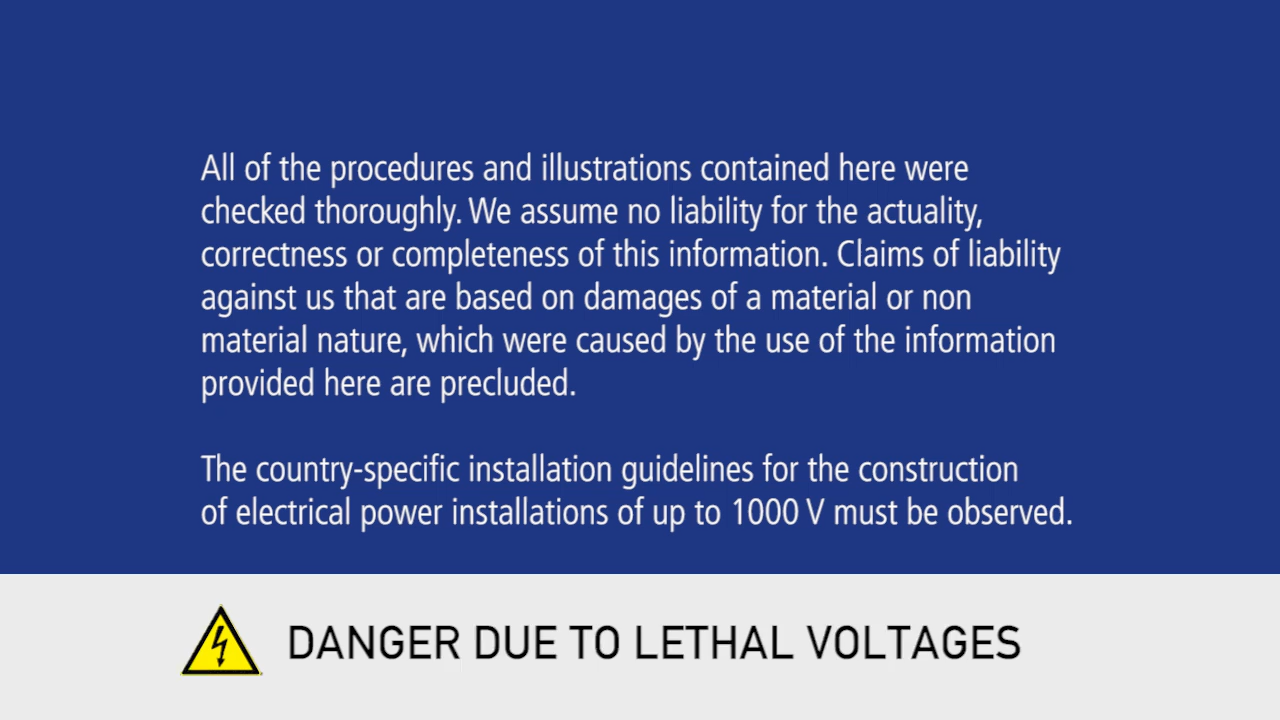 All of the procedures and illustrations contained here were
checked thoroughly. We assume no liability for the actuality,
correctness or completeness of this information. Claims of liability
against us that are based on damages of a material or non
material nature, which were caused by the use of the information
provided here are precluded.
The country-specific installation guidelines for the construction
of electrical power installations of up to 1000 V must be observed.
DANGER DUE TO LETHAL VOLTAGES